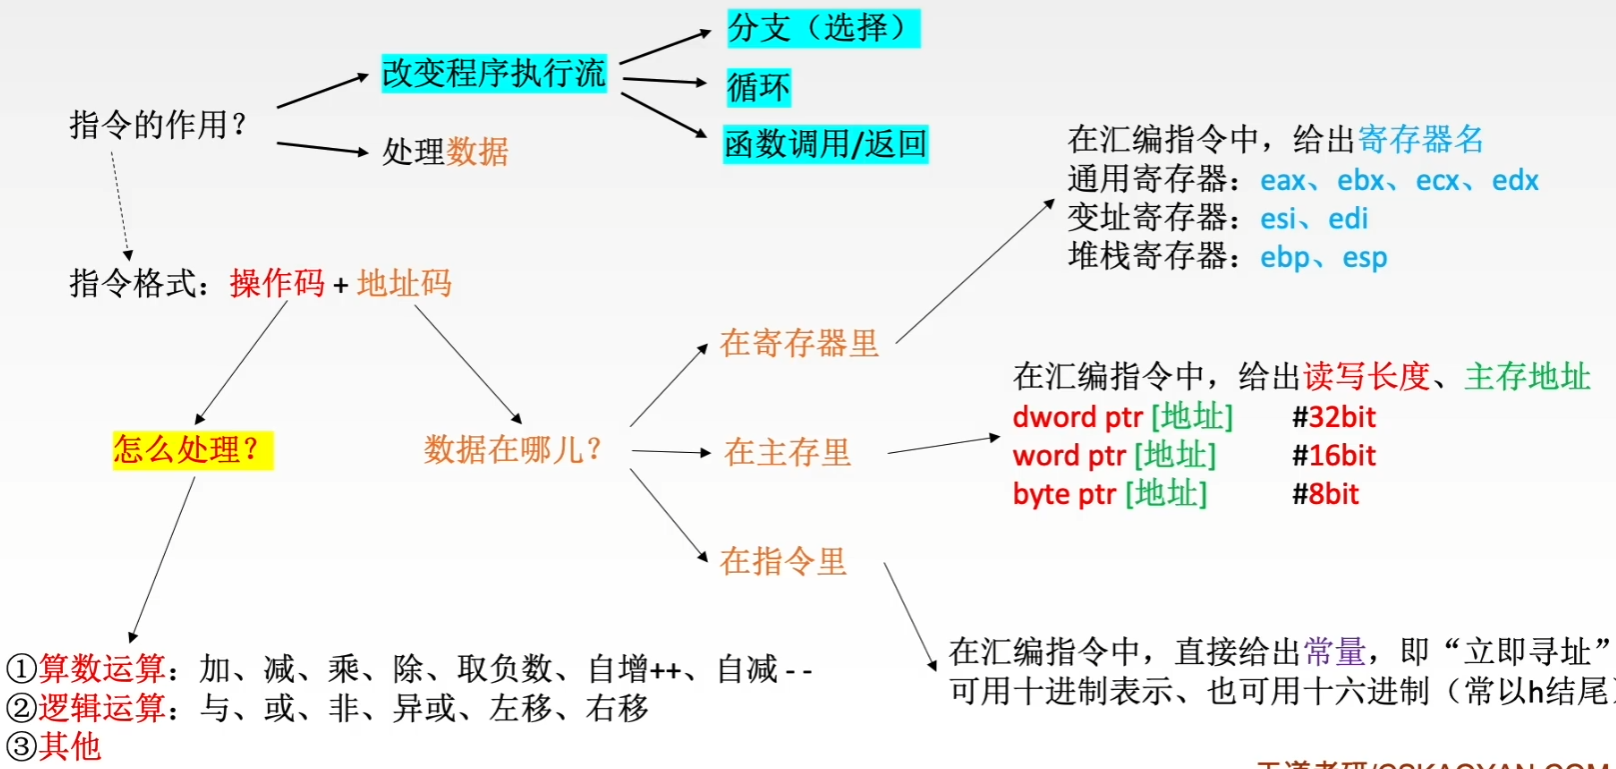 分支（选择）
改变程序执行流
循环
指令的作用？
处理数据
函数调用/返回
在汇编指令中，给出寄存器名
通用寄存器：eax、ebx、ecx、edx
变址寄存器：esi、edi
堆栈寄存器：ebp、esp
指令格式：操作码 + 地址码
在寄存器里
在汇编指令中，给出读写长度、主存地址
dword ptr [地址] #32bit
word ptr [地址] #16bit
byte ptr [地址] #8bit
怎么处理？
数据在哪儿？
在主存里
在指令里
在汇编指令中，直接给出常量，即“立即寻址”
可用十进制表示、也可用十六进制（常以h结尾）
①算数运算：加、减、乘、除、取负数、自增++、自减--
②逻辑运算：与、或、非、异或、左移、右移
③其他
王道考研/CSKAOYAN.COM